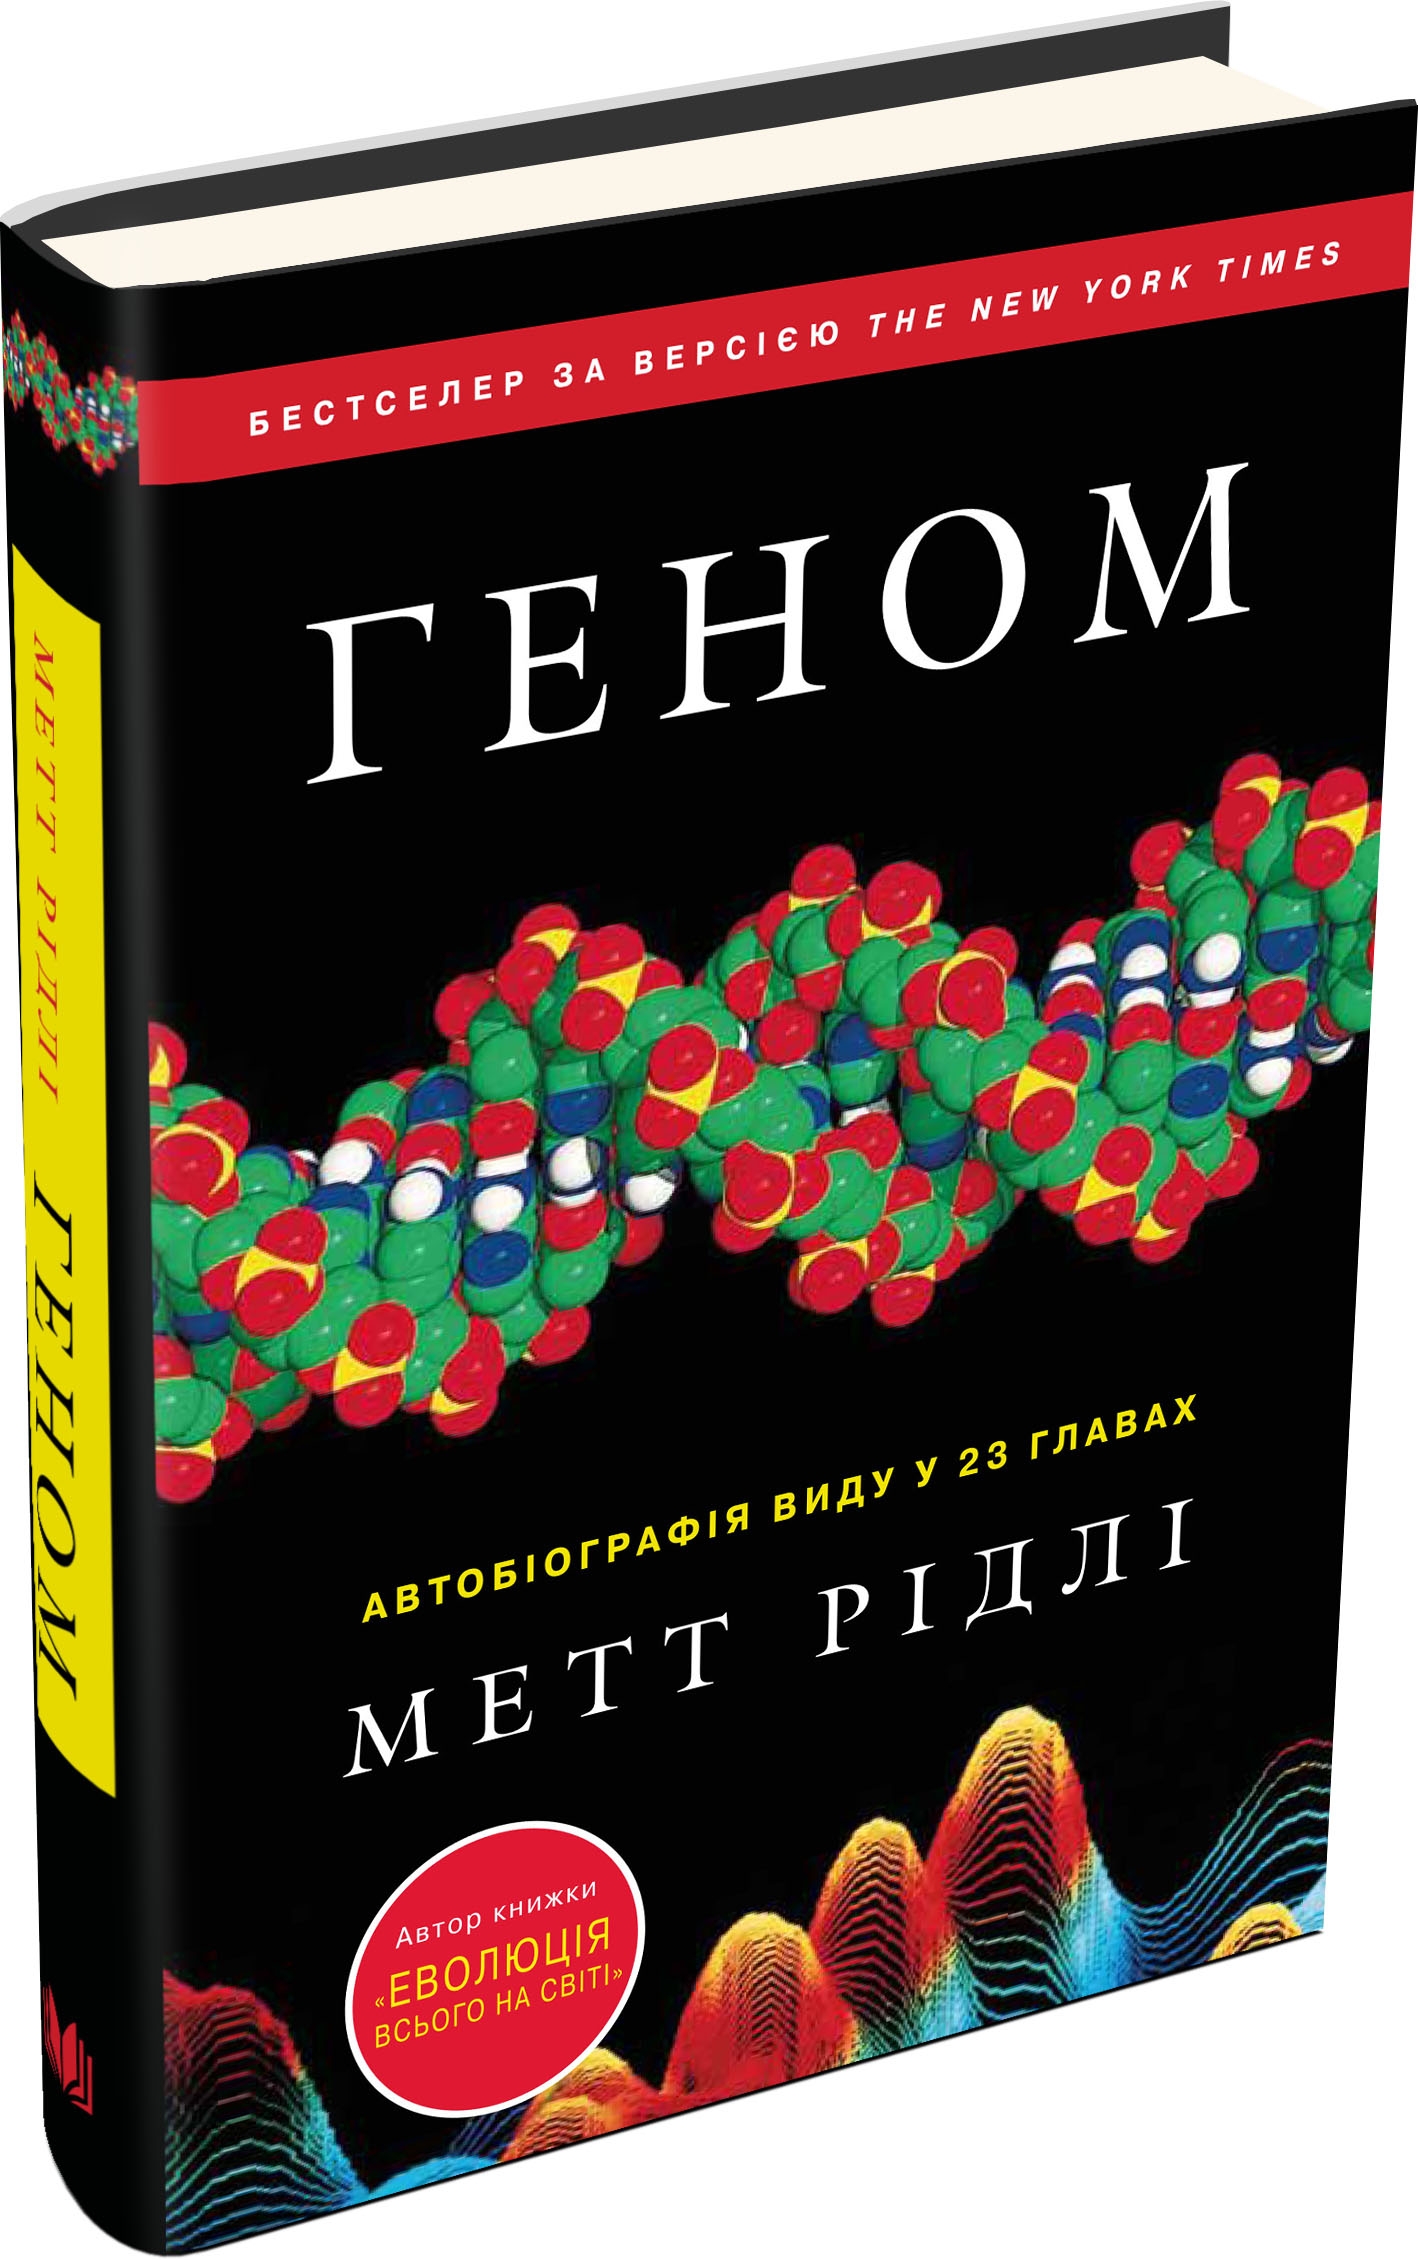 БЕСТСЕЛЕР ЗА ВЕРСІЄЮ THE NEW YORK TIMES
ГЕНОМ
АВТОБІОГРАФІЯ ВИДУ У 23 ГЛАВАХ
МЕТТ РІДЛІ
Автор книжки
«ЕВОЛЮЦІЯ
ВСЬОГО НА СВІТІ»
МЕТТ РІДЛІ ГЕНОМ